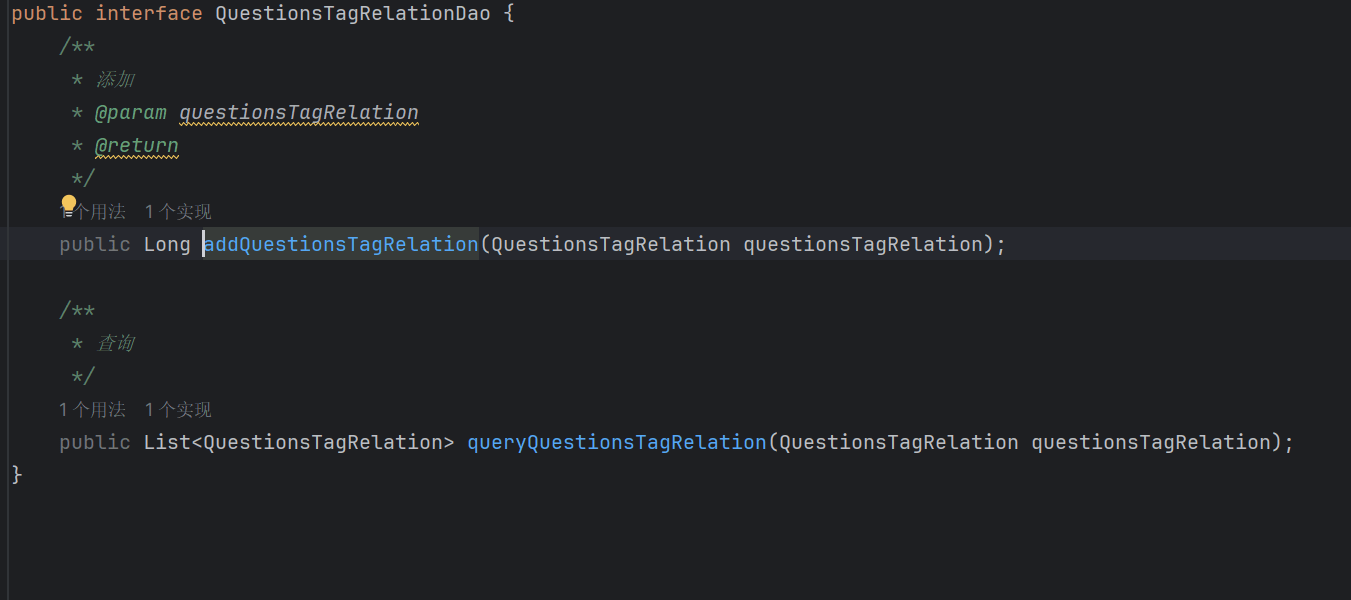 public interface QuestionsTagRelationDao {
/**
* 添加
* @param questionsTagRelation
* @return
*/
1个用法 1个实现
public Long addQuestionsTagRelation(QuestionsTagRelation questionsTagRelation);
/**
* 查询
*/
1个用法 1个实现
public List<QuestionsTagRelation> queryQuestionsTagRelation(QuestionsTagRelation questionsTagRelation);
}